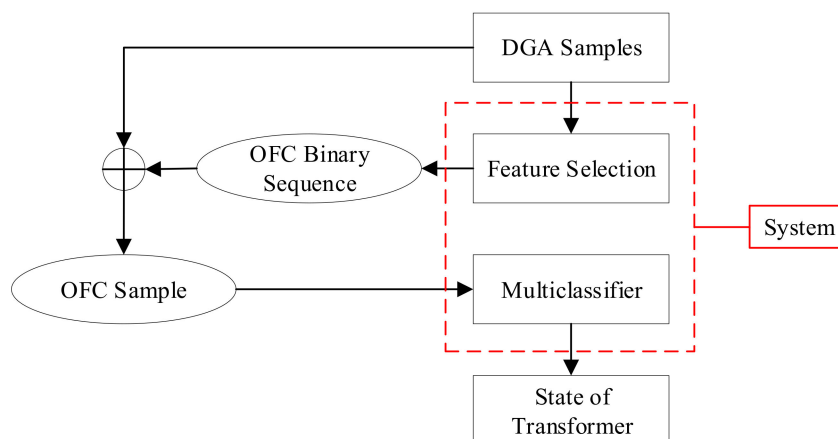 DGA Samples
OFC Binary
Sequence
Feature Selection
System
OFC Sample
Multiclassifier
State of
Transformer